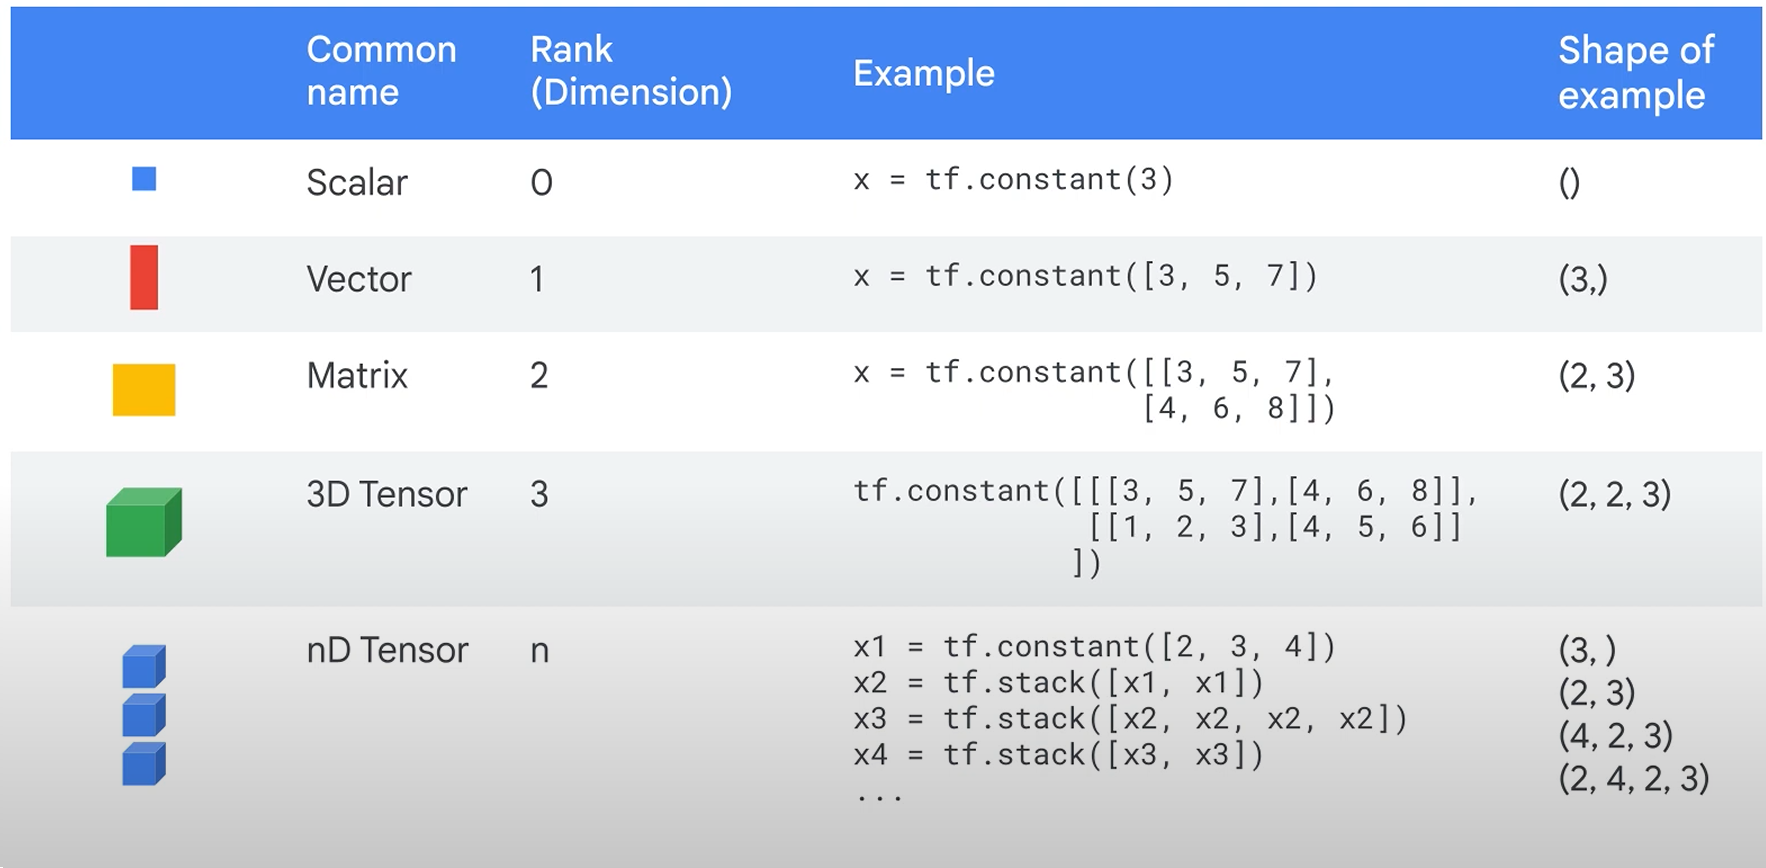 Common name
Rank (Dimension)
Example
Shape of example
Scalar 0 x = tf.constant(3) ()
Vector 1 x = tf.constant([3, 5, 7]) (3,)
Matrix 2 x = tf.constant([[3, 5, 7], (2, 3)
[4, 6, 8]])
3D Tensor 3 tf.constant([[[3, 5, 7],[4, 6, 8]], (2, 2, 3)
[[1, 2, 3],[4, 5, 6]]
])
nD Tensor n x1 = tf.constant([2, 3, 4]) (3, )
x2 = tf.stack([x1, x1]) (2, 3)
x3 = tf.stack([x2, x2, x2, x2]) (4, 2, 3)
x4 = tf.stack([x3, x3]) (2, 4, 2, 3)
...